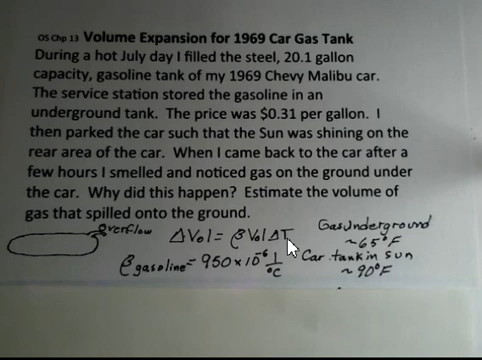 OS Chp 13 Volume Expansion for 1969 Car Gas Tank
During a hot July day I filled the steel, 20.1 gallon
capacity, gasoline tank of my 1969 Chevy Malibu car.
The service station stored the gasoline in an
underground tank. The price was $0.31 per gallon. I
then parked the car such that the Sun was shining on the
rear area of the car. When I came back to the car after a
few hours I smelled and noticed gas on the ground under
the car. Why did this happen? Estimate the volume of
gas that spilled onto the ground.
overflow
ΔVol = βVolΔT
β gasoline = 950 × 10⁻⁶ 1/°C
Gas Underground
~65°F
Car tank in Sun
~90°F